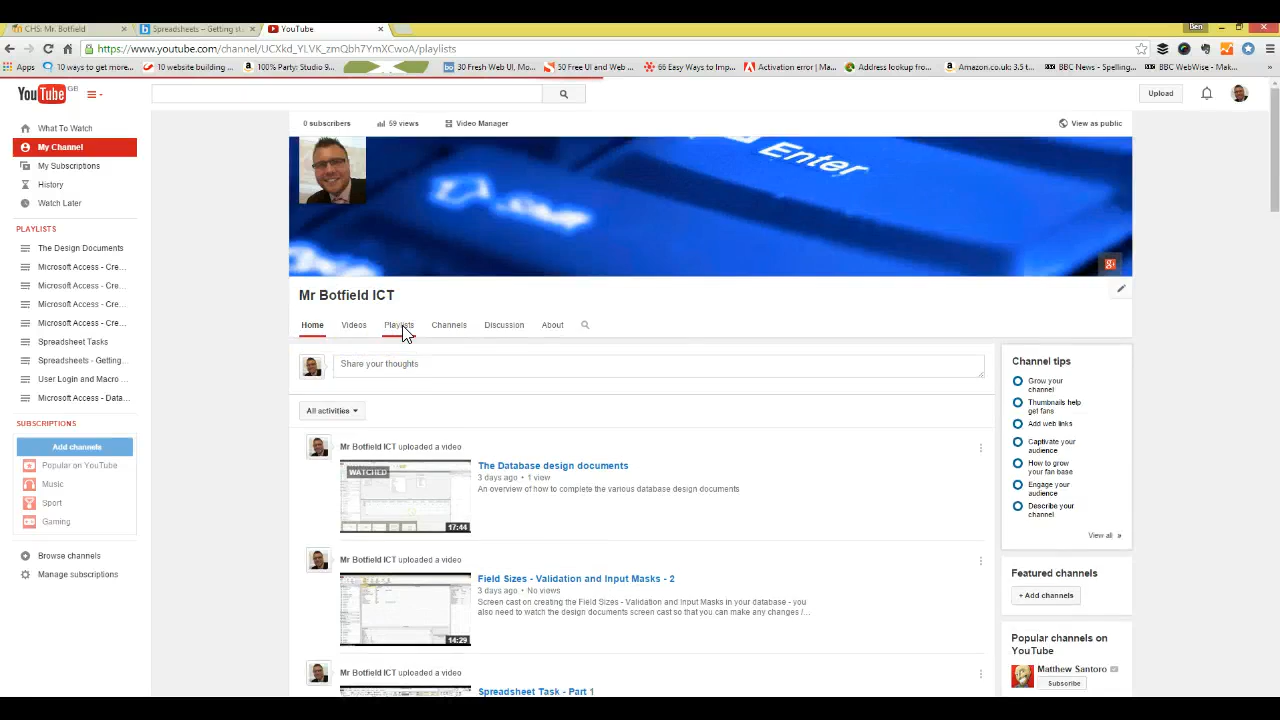 CHS: Mr. Botfield
Spreadsheets – Getting st
YouTube
Ben
https://www.youtube.com/channel/UCXkd_YLVK_zmQbh7YmXCwoA/playlists
Apps
10 ways to get more...
10 website building ...
100% Party: Studio 9...
30 Fresh Web UI, Mo...
50 Free UI and Web ...
66 Easy Ways to Imp...
Activation error | Ma...
Address lookup from...
Amazon.co.uk: 3.5 t...
BBC News - Spelling...
BBC WebWise - Mak...
»
YouTube GB
Upload
What To Watch
My Channel
My Subscriptions
History
Watch Later
PLAYLISTS
The Design Documents
Microsoft Access - Cre...
Microsoft Access - Cre...
Microsoft Access - Cre...
Microsoft Access - Cre...
Spreadsheet Tasks
Spreadsheets - Getting...
User Login and Macro ...
Microsoft Access - Data...
SUBSCRIPTIONS
Add channels
Popular on YouTube
Music
Sport
Gaming
Browse channels
Manage subscriptions
0 subscribers
59 views
Video Manager
View as public
Enter
Mr Botfield ICT
Home
Videos
Playlists
Channels
Discussion
About
Share your thoughts
All activities
Mr Botfield ICT uploaded a video
WATCHED
17:44
The Database design documents
3 days ago • 1 view
An overview of how to complete the various database design documents
Mr Botfield ICT uploaded a video
14:29
Field Sizes - Validation and Input Masks - 2
3 days ago • No views
Screen cast on creating the Field Sizes - Validation and Input Masks in your database - you
also need to watch the design documents screen cast so that you can make any changes /...
Mr Botfield ICT uploaded a video
Spreadsheet Task - Part 1
Channel tips
Grow your
channel
Thumbnails help
get fans
Add web links
Captivate your
audience
How to grow
your fan base
Engage your
audience
Describe your
channel
View all »
Featured channels
+ Add channels
Popular channels on
YouTube
Matthew Santoro
Subscribe